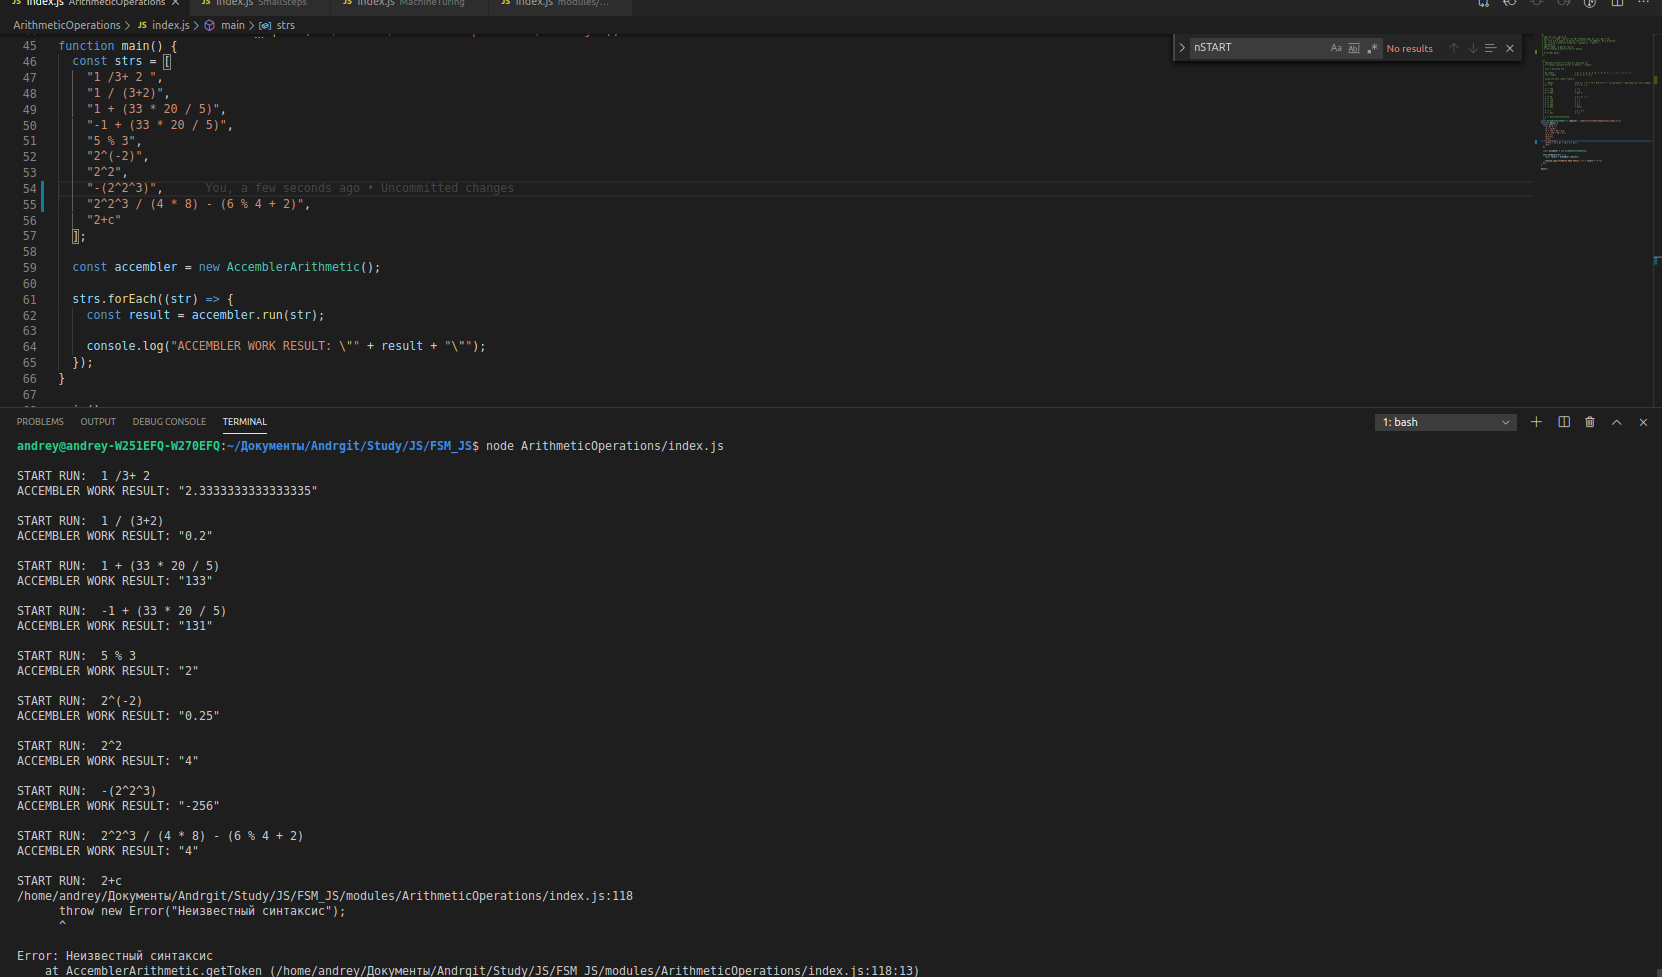 JS index.js ArithmeticOperations × JS index.js SmallSteps JS index.js MachineTuring JS index.js modules/...
ArithmeticOperations > JS index.js > main > strs
nSTART Aa Abl .* No results
45 function main() {
46 const strs = [
47 "1 /3+ 2 ",
48 "1 / (3+2)",
49 "1 + (33 * 20 / 5)",
50 "-1 + (33 * 20 / 5)",
51 "5 % 3",
52 "2^(-2)",
53 "2^2",
54 "-(2^2^3)", You, a few seconds ago • Uncommitted changes
55 "2^2^3 / (4 * 8) - (6 % 4 + 2)",
56 "2+c"
57 ];
58
59 const accembler = new AccemblerArithmetic();
60
61 strs.forEach((str) => {
62 const result = accembler.run(str);
63
64 console.log("ACCEMBLER WORK RESULT: \"" + result + "\"");
65 });
66 }
67
PROBLEMS OUTPUT DEBUG CONSOLE TERMINAL 1: bash
andrey@andrey-W251EFQ-W270EFQ:~/Документы/Andrgit/Study/JS/FSM_JS$ node ArithmeticOperations/index.js
START RUN: 1 /3+ 2
ACCEMBLER WORK RESULT: "2.3333333333333335"
START RUN: 1 / (3+2)
ACCEMBLER WORK RESULT: "0.2"
START RUN: 1 + (33 * 20 / 5)
ACCEMBLER WORK RESULT: "133"
START RUN: -1 + (33 * 20 / 5)
ACCEMBLER WORK RESULT: "131"
START RUN: 5 % 3
ACCEMBLER WORK RESULT: "2"
START RUN: 2^(-2)
ACCEMBLER WORK RESULT: "0.25"
START RUN: 2^2
ACCEMBLER WORK RESULT: "4"
START RUN: -(2^2^3)
ACCEMBLER WORK RESULT: "-256"
START RUN: 2^2^3 / (4 * 8) - (6 % 4 + 2)
ACCEMBLER WORK RESULT: "4"
START RUN: 2+c
/home/andrey/Документы/Andrgit/Study/JS/FSM_JS/modules/ArithmeticOperations/index.js:118
throw new Error("Неизвестный синтаксис");
^
Error: Неизвестный синтаксис
at AccemblerArithmetic.getToken (/home/andrey/Документы/Andrgit/Study/JS/FSM_JS/modules/ArithmeticOperations/index.js:118:13)